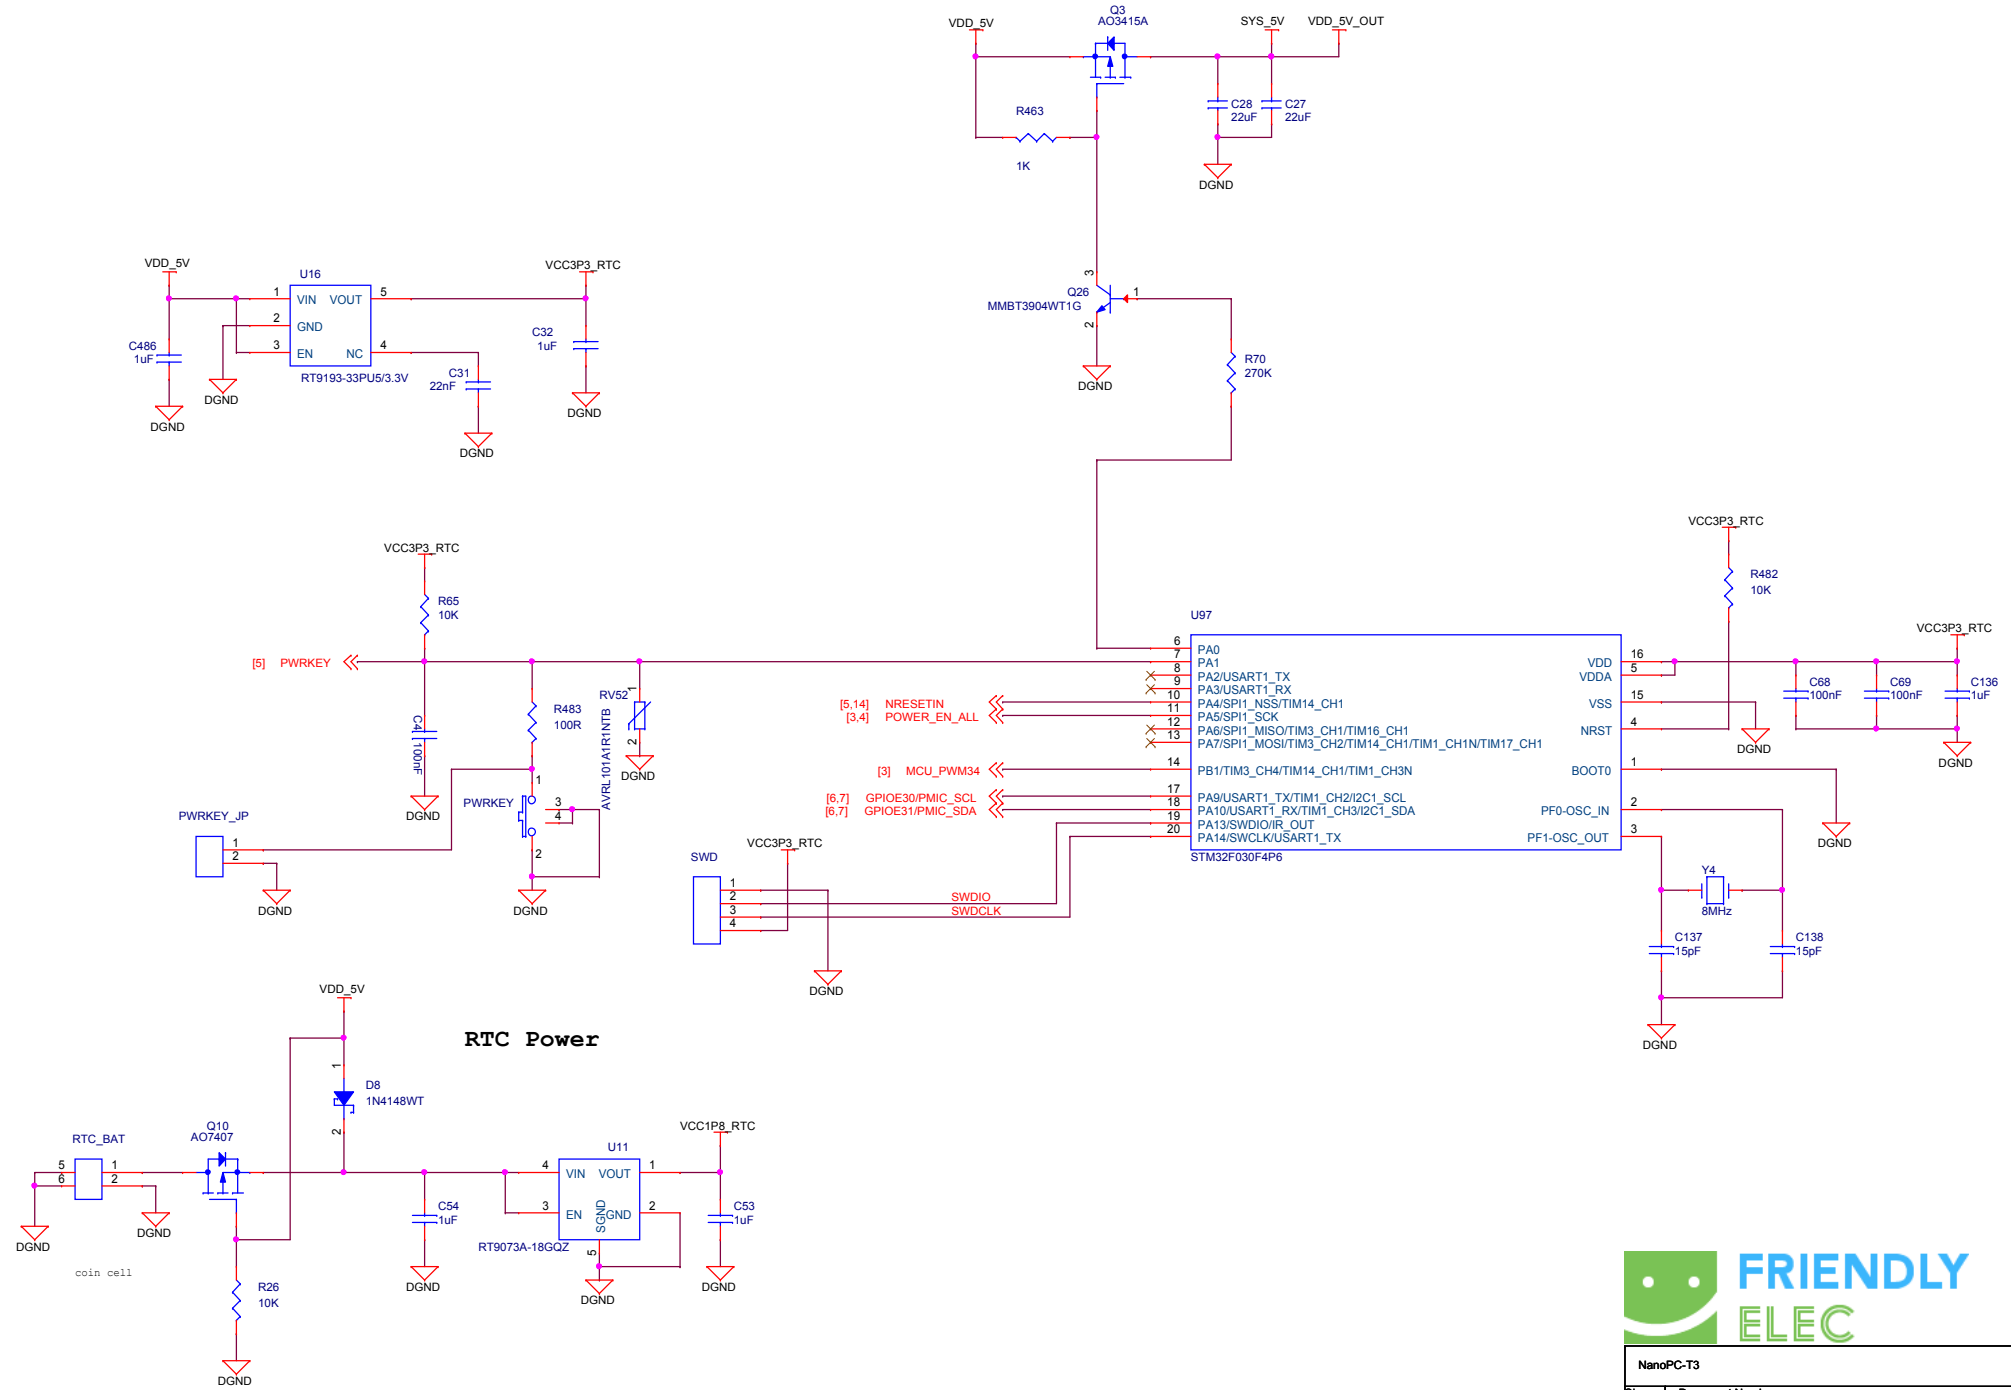 Q3
AO3415A
VDD_5V
SYS_5V
VDD_5V_OUT
R463
1K
C28
22uF
C27
22uF
DGND
VDD_5V
U16
VCC3P3_RTC
1 VIN VOUT 5
2 GND
3 EN NC 4
RT9193-33PU5/3.3V
C486
1uF
C32
1uF
C31
22nF
DGND
DGND
DGND
DGND
3
Q26
MMBT3904WT1G
1
2
DGND
R70
270K
VCC3P3_RTC
R65
10K
[5] PWRKEY
C4
100nF
DGND
R483
100R
RV52
1
2
AVRL101A1R1NTB
DGND
PWRKEY
1
3
4
2
DGND
PWRKEY_JP
1
2
DGND
SWD
VCC3P3_RTC
1
2
3
4
SWDIO
SWDCLK
DGND
[5,14] NRESETIN
[3,4] POWER_EN_ALL
[3] MCU_PWM34
[6,7] GPIOE30/PMIC_SCL
[6,7] GPIOE31/PMIC_SDA
U97
6 PA0
7 PA1
8 PA2/USART1_TX
9 PA3/USART1_RX
10 PA4/SPI1_NSS/TIM14_CH1
11 PA5/SPI1_SCK
12 PA6/SPI1_MISO/TIM3_CH1/TIM16_CH1
13 PA7/SPI1_MOSI/TIM3_CH2/TIM14_CH1/TIM1_CH1N/TIM17_CH1
14 PB1/TIM3_CH4/TIM14_CH1/TIM1_CH3N
17 PA9/USART1_TX/TIM1_CH2/I2C1_SCL
18 PA10/USART1_RX/TIM1_CH3/I2C1_SDA
19 PA13/SWDIO/IR_OUT
20 PA14/SWCLK/USART1_TX
VDD 16
VDDA 5
VSS 15
NRST 4
BOOT0 1
PF0-OSC_IN 2
PF1-OSC_OUT 3
STM32F030F4P6
VCC3P3_RTC
R482
10K
VCC3P3_RTC
C68
100nF
C69
100nF
C136
1uF
DGND
DGND
DGND
Y4
8MHz
C137
15pF
C138
15pF
DGND
RTC Power
VDD_5V
1
D8
1N4148WT
2
Q10
AO7407
RTC_BAT
5
6
1
2
DGND
DGND
coin cell
R26
10K
DGND
C54
1uF
DGND
U11
4 VIN VOUT 1
3 EN SGND GND 2
5
RT9073A-18GQZ
DGND
VCC1P8_RTC
C53
1uF
DGND
FRIENDLY
ELEC
NanoPC-T3